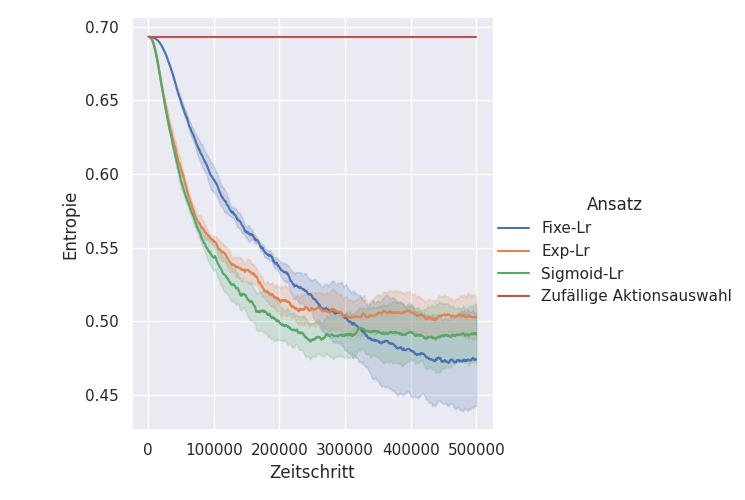 0.70
0.65
0.60
0.55
0.50
0.45
Entropie
0 100000 200000 300000 400000 500000
Zeitschritt
Ansatz
Fixe-Lr
Exp-Lr
Sigmoid-Lr
Zufällige Aktionsauswahl